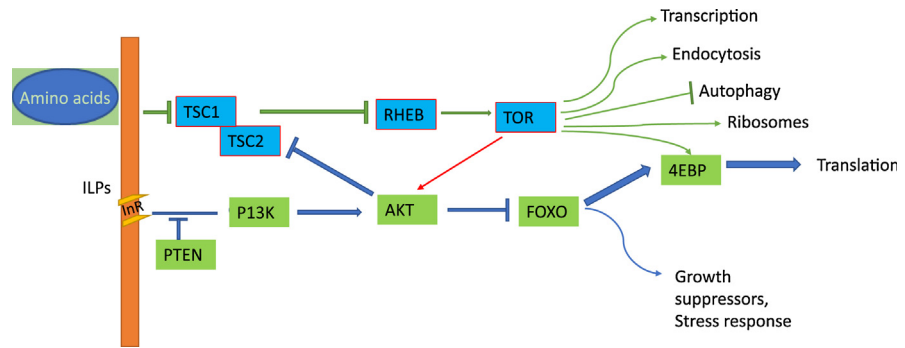 Transcription
Endocytosis
Amino acids
Autophagy
TSC1
RHEB
TOR
Ribosomes
TSC2
4EBP
Translation
ILPs
InR
P13K
AKT
FOXO
PTEN
Growth
suppressors,
Stress response